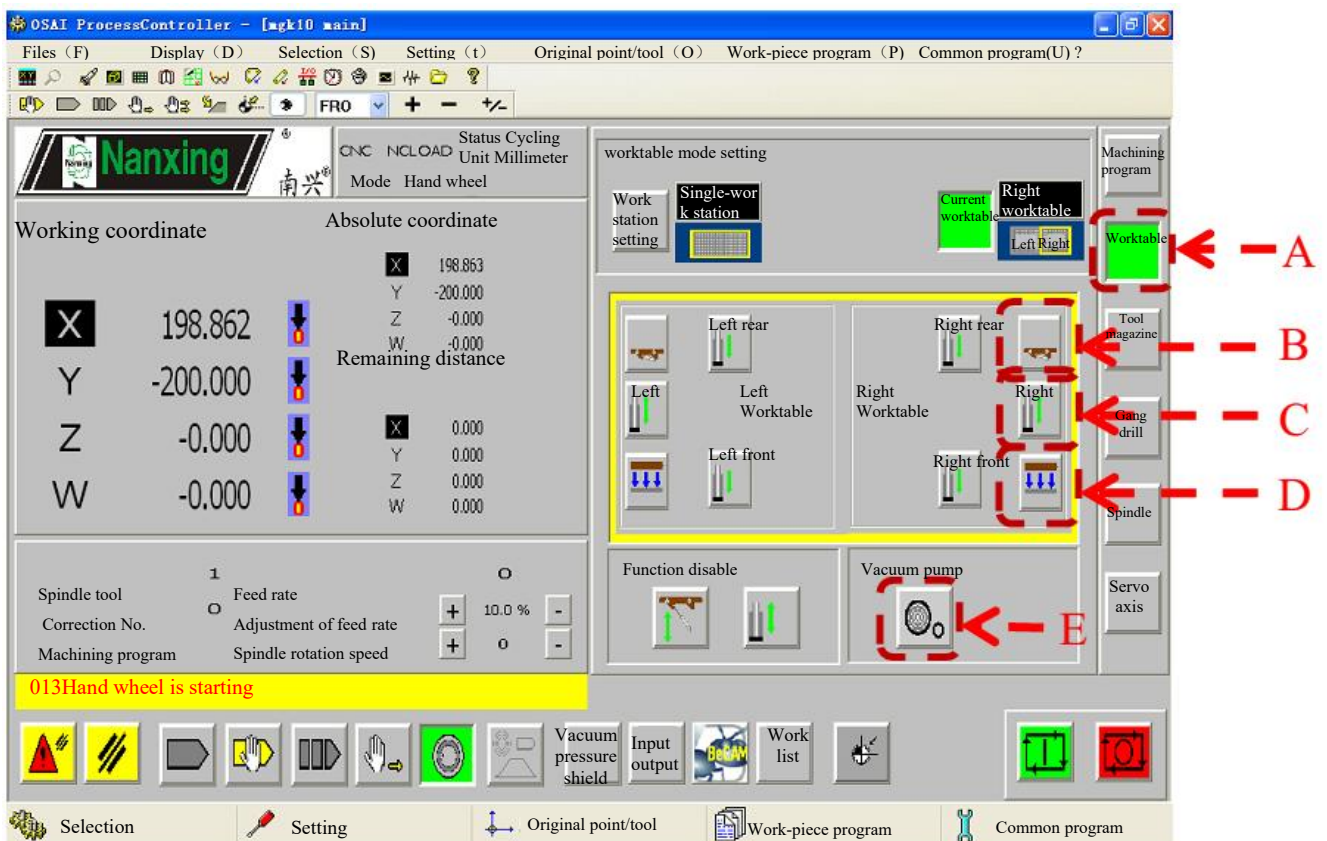 OSAI ProcessController - [mgk10 main]
Files（F） Display（D） Selection（S） Setting（t） Original point/tool（O） Work-piece program（P） Common program(U) ?
I/O
FRO + - +/-
Nanxing
Nanxing
®
南兴®
CNC NCLOAD
Status Cycling
Unit Millimeter
Mode Hand wheel
Working coordinate
Absolute coordinate
X 198.863
Y -200.000
Z -0.000
W -0.000
X 198.862 0
Y -200.000 0
Z -0.000 0
W -0.000 0
Remaining distance
X 0.000
Y 0.000
Z 0.000
W 0.000
1
Spindle tool
0
Correction No.
Machining program
0
Feed rate
Adjustment of feed rate + 10.0 % -
Spindle rotation speed + 0 -
013Hand wheel is starting
worktable mode setting
Work
station
setting
Single-wor
k station
Current
worktable
Right
worktable
Left Right
Left rear
Left
Left
Worktable
Left front
Right rear
Right
Right
Worktable
Right front
Function disable
Vacuum pump
Machining
program
Worktable
Tool
magazine
Gang
drill
Spindle
Servo
axis
A
B
C
D
E
Vacuum
pressure
shield
Input
output
BeCAM
Work
list
I
O
Selection
Setting
Original point/tool
Work-piece program
Common program